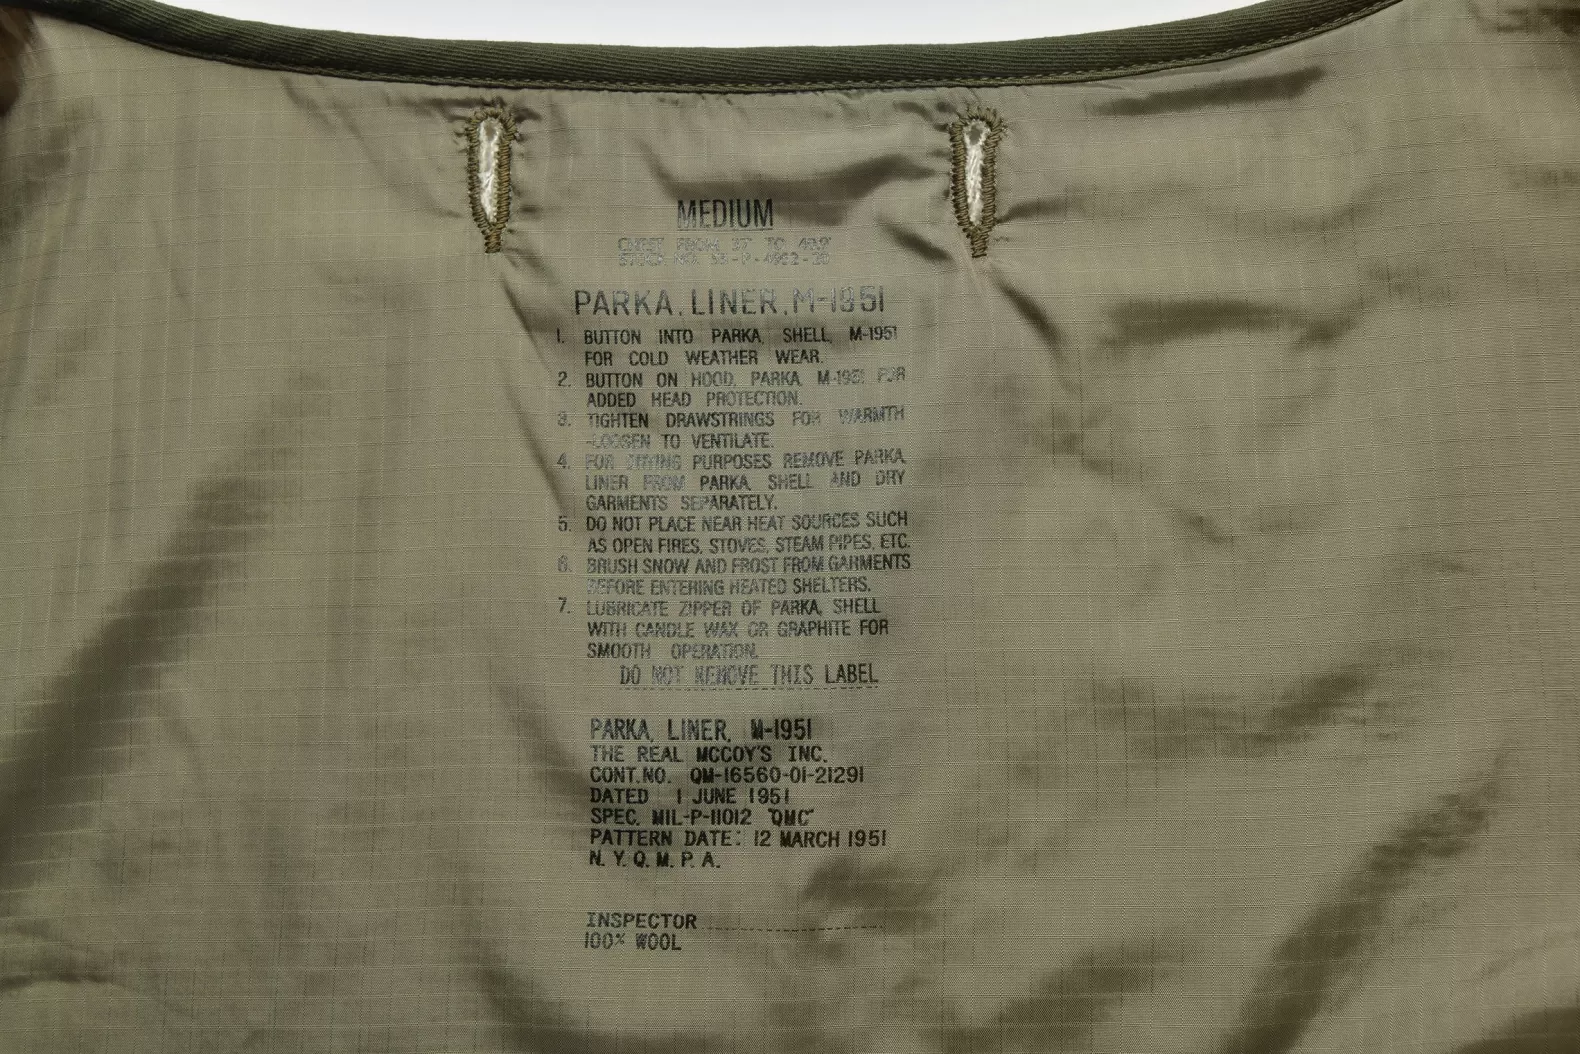 MEDIUM
CHEST FROM 37" TO
STOCK NO.
PARKA, LINER, M-1951
1. BUTTON INTO PARKA, SHELL, M-1951
FOR COLD WEATHER WEAR.
2. BUTTON ON HOOD, PARKA, M-1951 FOR
ADDED HEAD PROTECTION.
3. TIGHTEN DRAWSTRINGS FOR WARMTH
-LOOSEN TO VENTILATE.
4. FOR DRYING PURPOSES REMOVE PARKA,
LINER FROM PARKA, SHELL AND DRY
GARMENTS SEPARATELY.
5. DO NOT PLACE NEAR HEAT SOURCES SUCH
AS OPEN FIRES, STOVES, STEAM PIPES, ETC.
6. BRUSH SNOW AND FROST FROM GARMENTS
BEFORE ENTERING HEATED SHELTERS.
7. LUBRICATE ZIPPER OF PARKA, SHELL
WITH CANDLE WAX OR GRAPHITE FOR
SMOOTH OPERATION.
DO NOT REMOVE THIS LABEL
PARKA, LINER, M-1951
THE REAL MCCOY'S INC.
CONT.NO. QM-16560-01-21291
DATED 1 JUNE 1951
SPEC. MIL-P-11012 "QMC"
PATTERN DATE: 12 MARCH 1951
N.Y.Q.M.P.A.
INSPECTOR
100% WOOL